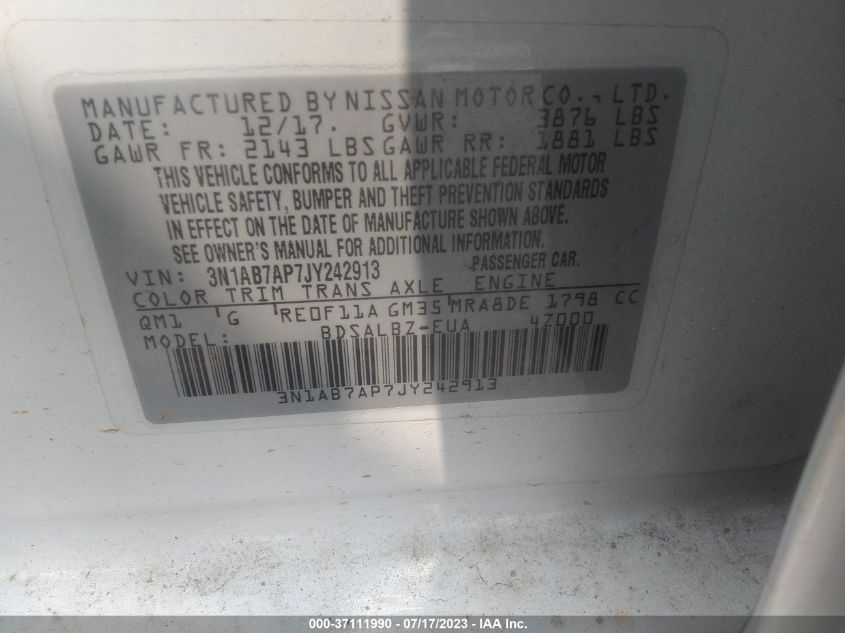 MANUFACTURED BY NISSAN MOTOR CO., LTD.
DATE: 12/17. GVWR: 3876 LBS
GAWR FR: 2143 LBS GAWR RR: 1881 LBS
THIS VEHICLE CONFORMS TO ALL APPLICABLE FEDERAL MOTOR
VEHICLE SAFETY, BUMPER AND THEFT PREVENTION STANDARDS
IN EFFECT ON THE DATE OF MANUFACTURE SHOWN ABOVE.
SEE OWNER'S MANUAL FOR ADDITIONAL INFORMATION.
VIN: 3N1AB7AP7JY242913 PASSENGER CAR.
COLOR TRIM TRANS AXLE ENGINE
QM1 G RE0F11A GM35 MRA8DE 1798 CC
MODEL: BDSALBZ-EUA 4Z000
3N1AB7AP7JY242913
000-37111990 - 07/17/2023 - IAA Inc.